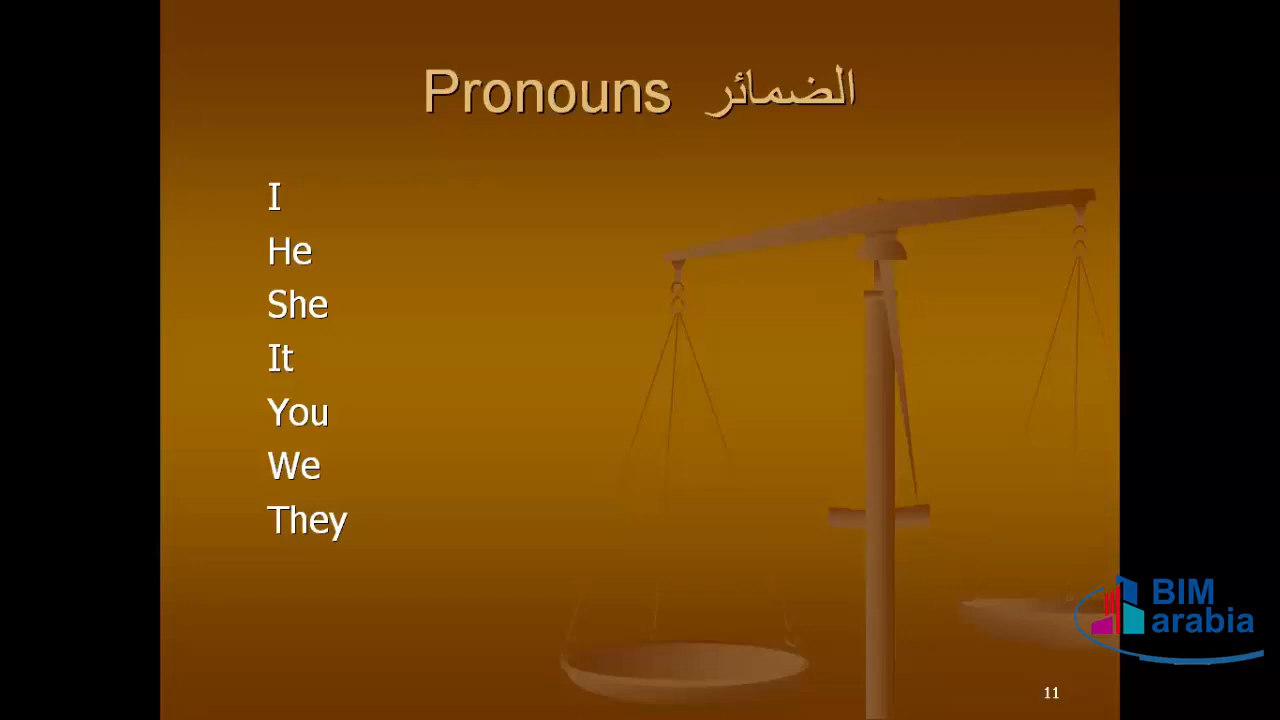 Pronouns الضمائر
I
He
She
It
You
We
They
BIM
arabia
11